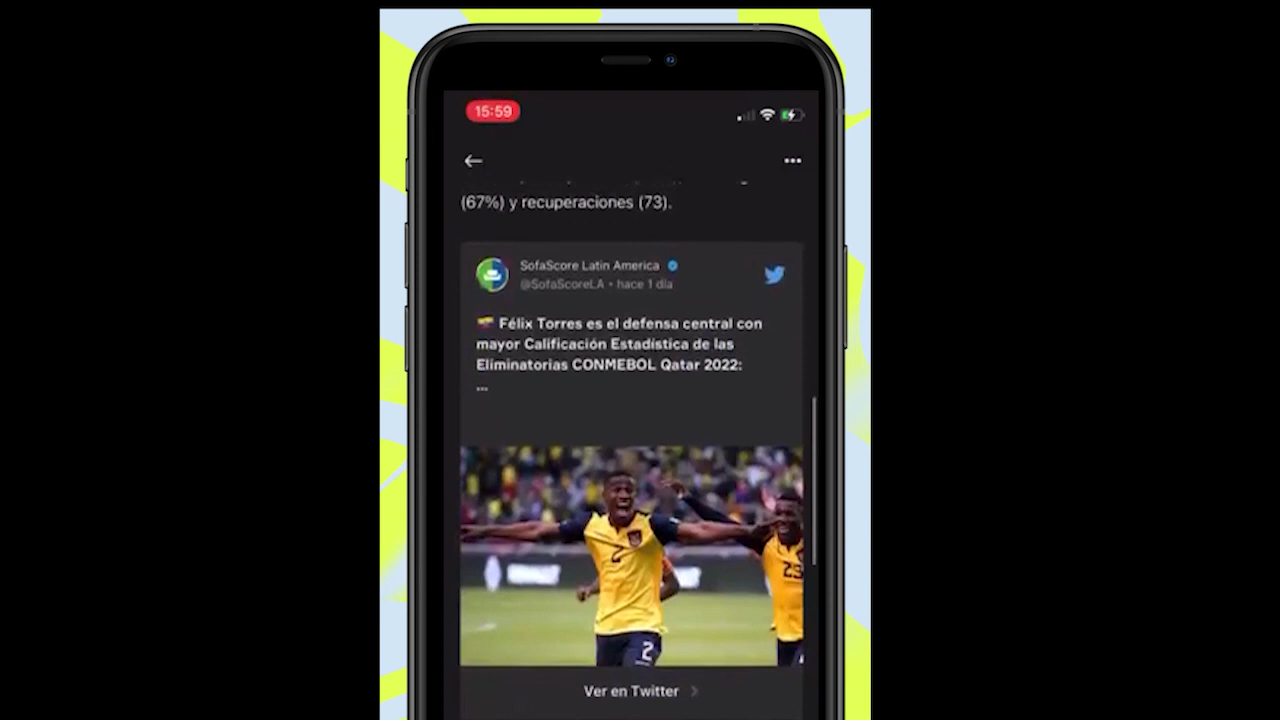 15:59
(67%) y recuperaciones (73).
SofaScore Latin America
@SofaScoreLA • hace 1 día
Félix Torres es el defensa central con
mayor Calificación Estadística de las
Eliminatorias CONMEBOL Qatar 2022:
...
2
23
2
Ver en Twitter